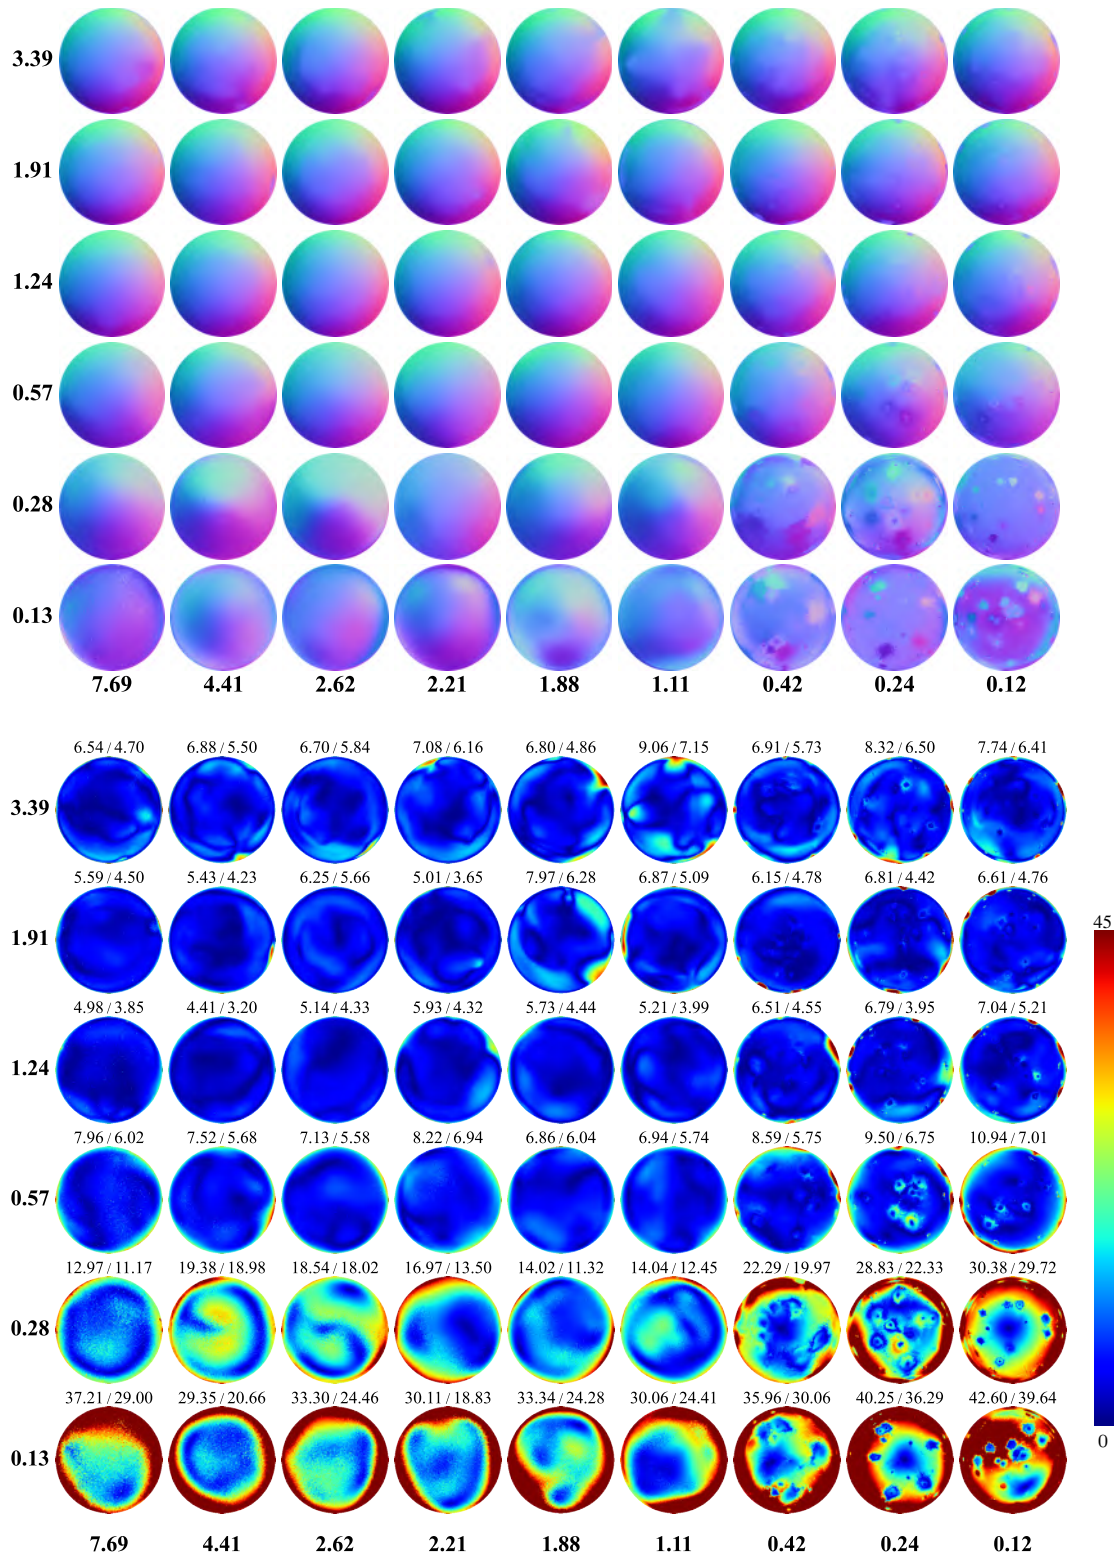 3.39
1.91
1.24
0.57
0.28
0.13
7.69 4.41 2.62 2.21 1.88 1.11 0.42 0.24 0.12
6.54 / 4.70 6.88 / 5.50 6.70 / 5.84 7.08 / 6.16 6.80 / 4.86 9.06 / 7.15 6.91 / 5.73 8.32 / 6.50 7.74 / 6.41
3.39
5.59 / 4.50 5.43 / 4.23 6.25 / 5.66 5.01 / 3.65 7.97 / 6.28 6.87 / 5.09 6.15 / 4.78 6.81 / 4.42 6.61 / 4.76
45
1.91
4.98 / 3.85 4.41 / 3.20 5.14 / 4.33 5.93 / 4.32 5.73 / 4.44 5.21 / 3.99 6.51 / 4.55 6.79 / 3.95 7.04 / 5.21
1.24
7.96 / 6.02 7.52 / 5.68 7.13 / 5.58 8.22 / 6.94 6.86 / 6.04 6.94 / 5.74 8.59 / 5.75 9.50 / 6.75 10.94 / 7.01
0.57
12.97 / 11.17 19.38 / 18.98 18.54 / 18.02 16.97 / 13.50 14.02 / 11.32 14.04 / 12.45 22.29 / 19.97 28.83 / 22.33 30.38 / 29.72
0.28
37.21 / 29.00 29.35 / 20.66 33.30 / 24.46 30.11 / 18.83 33.34 / 24.28 30.06 / 24.41 35.96 / 30.06 40.25 / 36.29 42.60 / 39.64
0
0.13
7.69 4.41 2.62 2.21 1.88 1.11 0.42 0.24 0.12